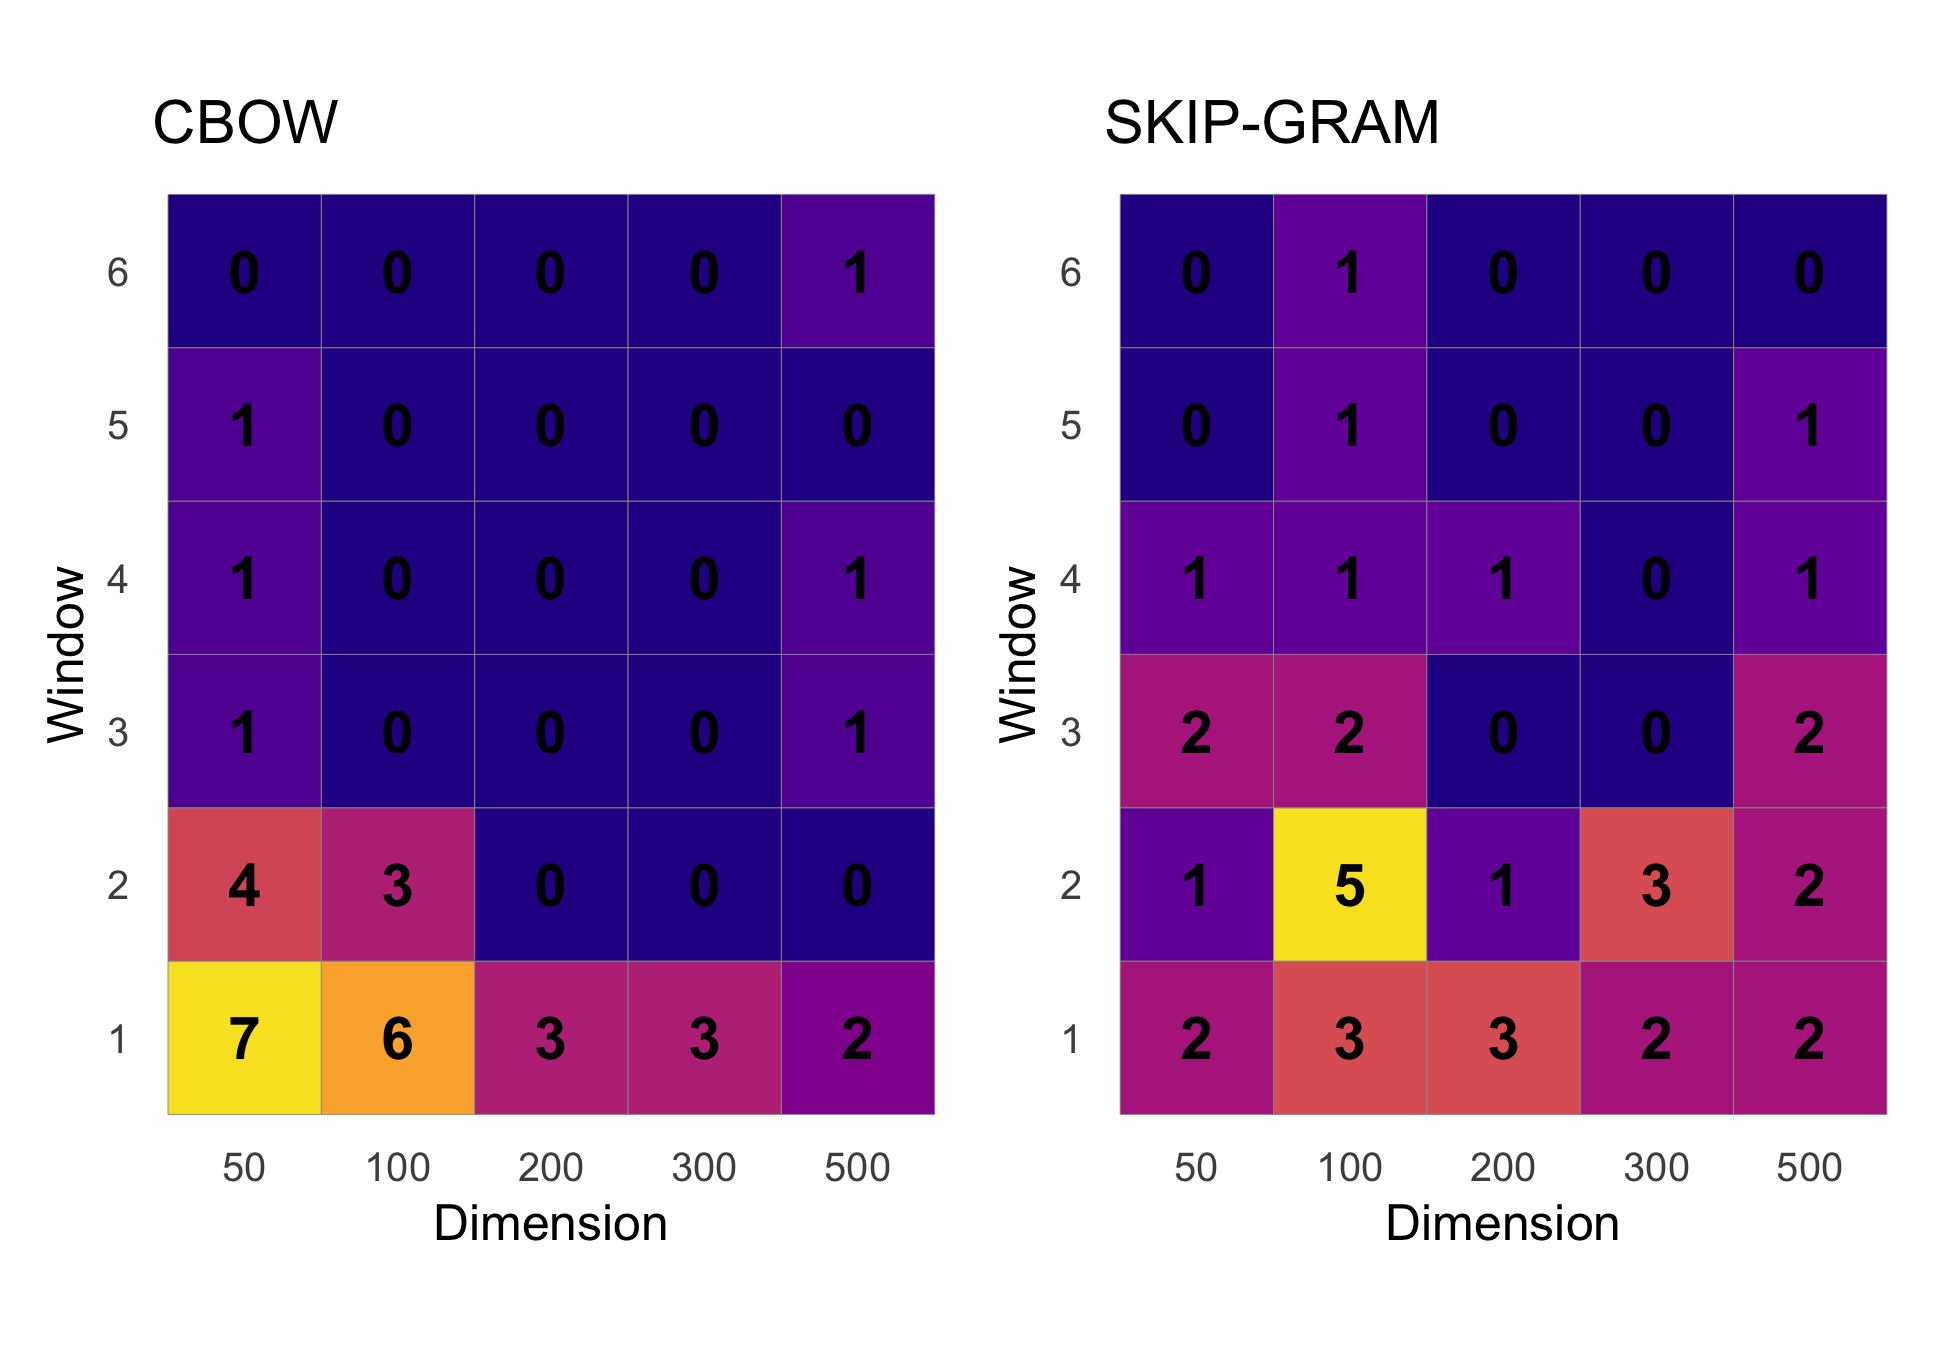 CBOW
6 0 0 0 0 1
5 1 0 0 0 0
4 1 0 0 0 1
3 1 0 0 0 1
2 4 3 0 0 0
1 7 6 3 3 2
50 100 200 300 500
Window
Dimension
SKIP-GRAM
6 0 1 0 0 0
5 0 1 0 0 1
4 1 1 1 0 1
3 2 2 0 0 2
2 1 5 1 3 2
1 2 3 3 2 2
50 100 200 300 500
Window
Dimension